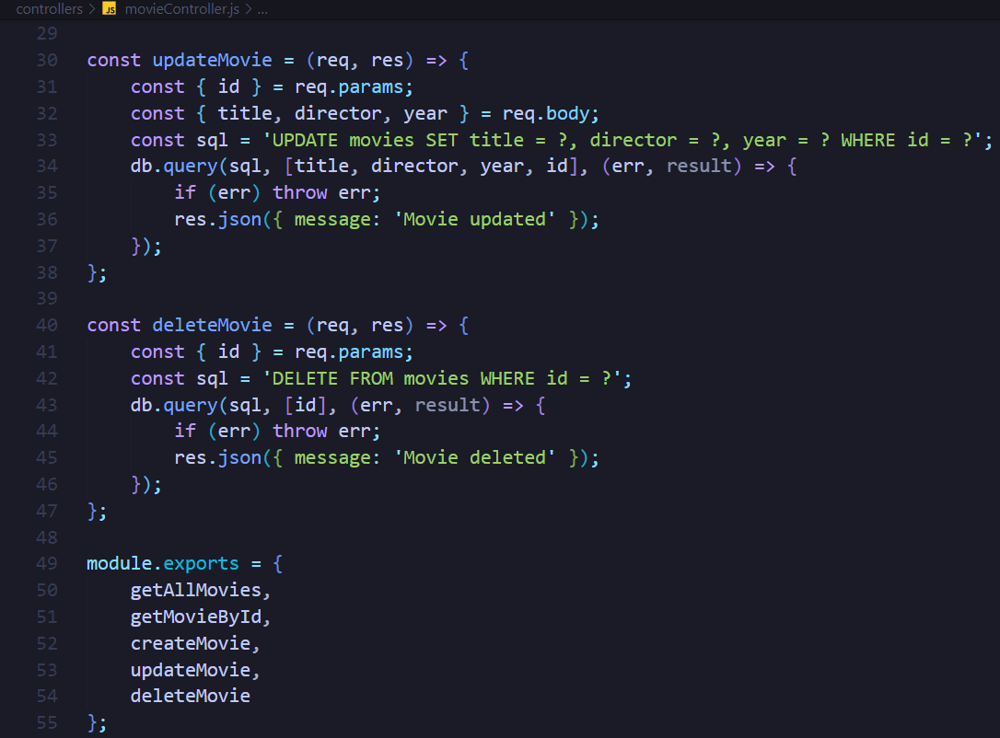 controllers > JS movieController.js > ...
29
30 const updateMovie = (req, res) => {
31     const { id } = req.params;
32     const { title, director, year } = req.body;
33     const sql = 'UPDATE movies SET title = ?, director = ?, year = ? WHERE id = ?';
34     db.query(sql, [title, director, year, id], (err, result) => {
35         if (err) throw err;
36         res.json({ message: 'Movie updated' });
37     });
38 };
39
40 const deleteMovie = (req, res) => {
41     const { id } = req.params;
42     const sql = 'DELETE FROM movies WHERE id = ?';
43     db.query(sql, [id], (err, result) => {
44         if (err) throw err;
45         res.json({ message: 'Movie deleted' });
46     });
47 };
48
49 module.exports = {
50     getAllMovies,
51     getMovieById,
52     createMovie,
53     updateMovie,
54     deleteMovie
55 };